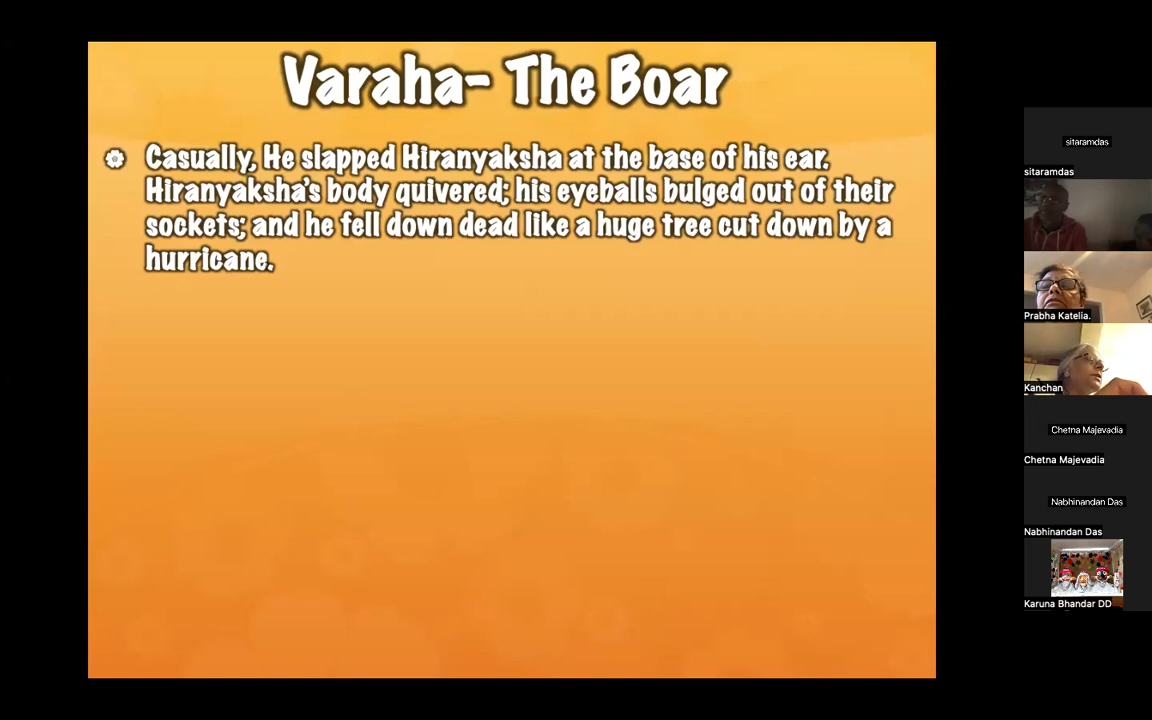 Varaha- The Boar
Casually, He slapped Hiranyaksha at the base of his ear.
Hiranyaksha's body quivered; his eyeballs bulged out of their
sockets; and he fell down dead like a huge tree cut down by a
hurricane.
sitaramdas
sitaramdas
Prabha Katelia.
Kanchan
Chetna Majevadia
Chetna Majevadia
Nabhinandan Das
Nabhinandan Das
Karuna Bhandar DD